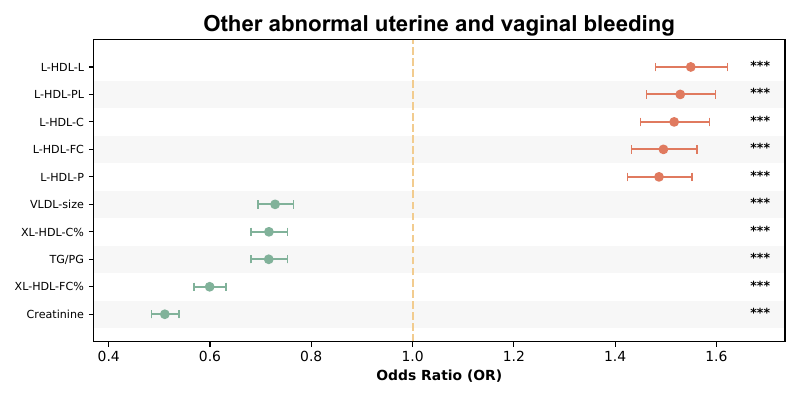 Other abnormal uterine and vaginal bleeding
L-HDL-L ***
L-HDL-PL ***
L-HDL-C ***
L-HDL-FC ***
L-HDL-P ***
VLDL-size ***
XL-HDL-C% ***
TG/PG ***
XL-HDL-FC% ***
Creatinine ***
0.4 0.6 0.8 1.0 1.2 1.4 1.6
Odds Ratio (OR)